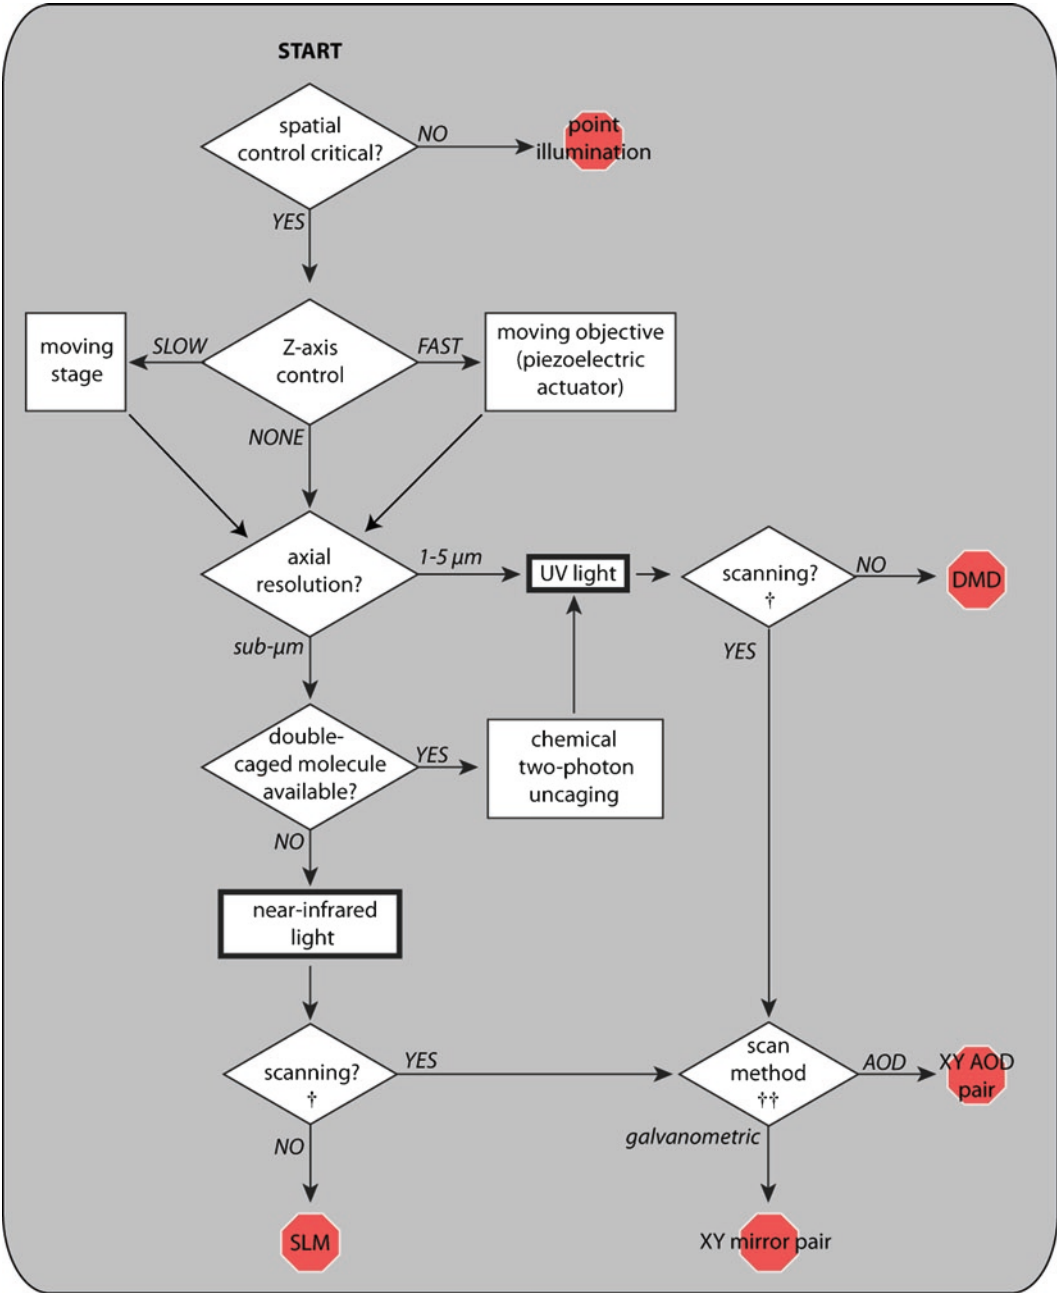 START
spatial
control critical?
NO
point
illumination
YES
moving
stage
SLOW
Z-axis
control
FAST
moving objective
(piezoelectric
actuator)
NONE
axial
resolution?
1-5 µm
UV light
scanning?
†
NO
DMD
sub-µm
YES
double-
caged molecule
available?
YES
chemical
two-photon
uncaging
NO
near-infrared
light
scanning?
†
YES
scan
method
††
AOD
XY AOD
pair
NO
galvanometric
SLM
XY mirror pair